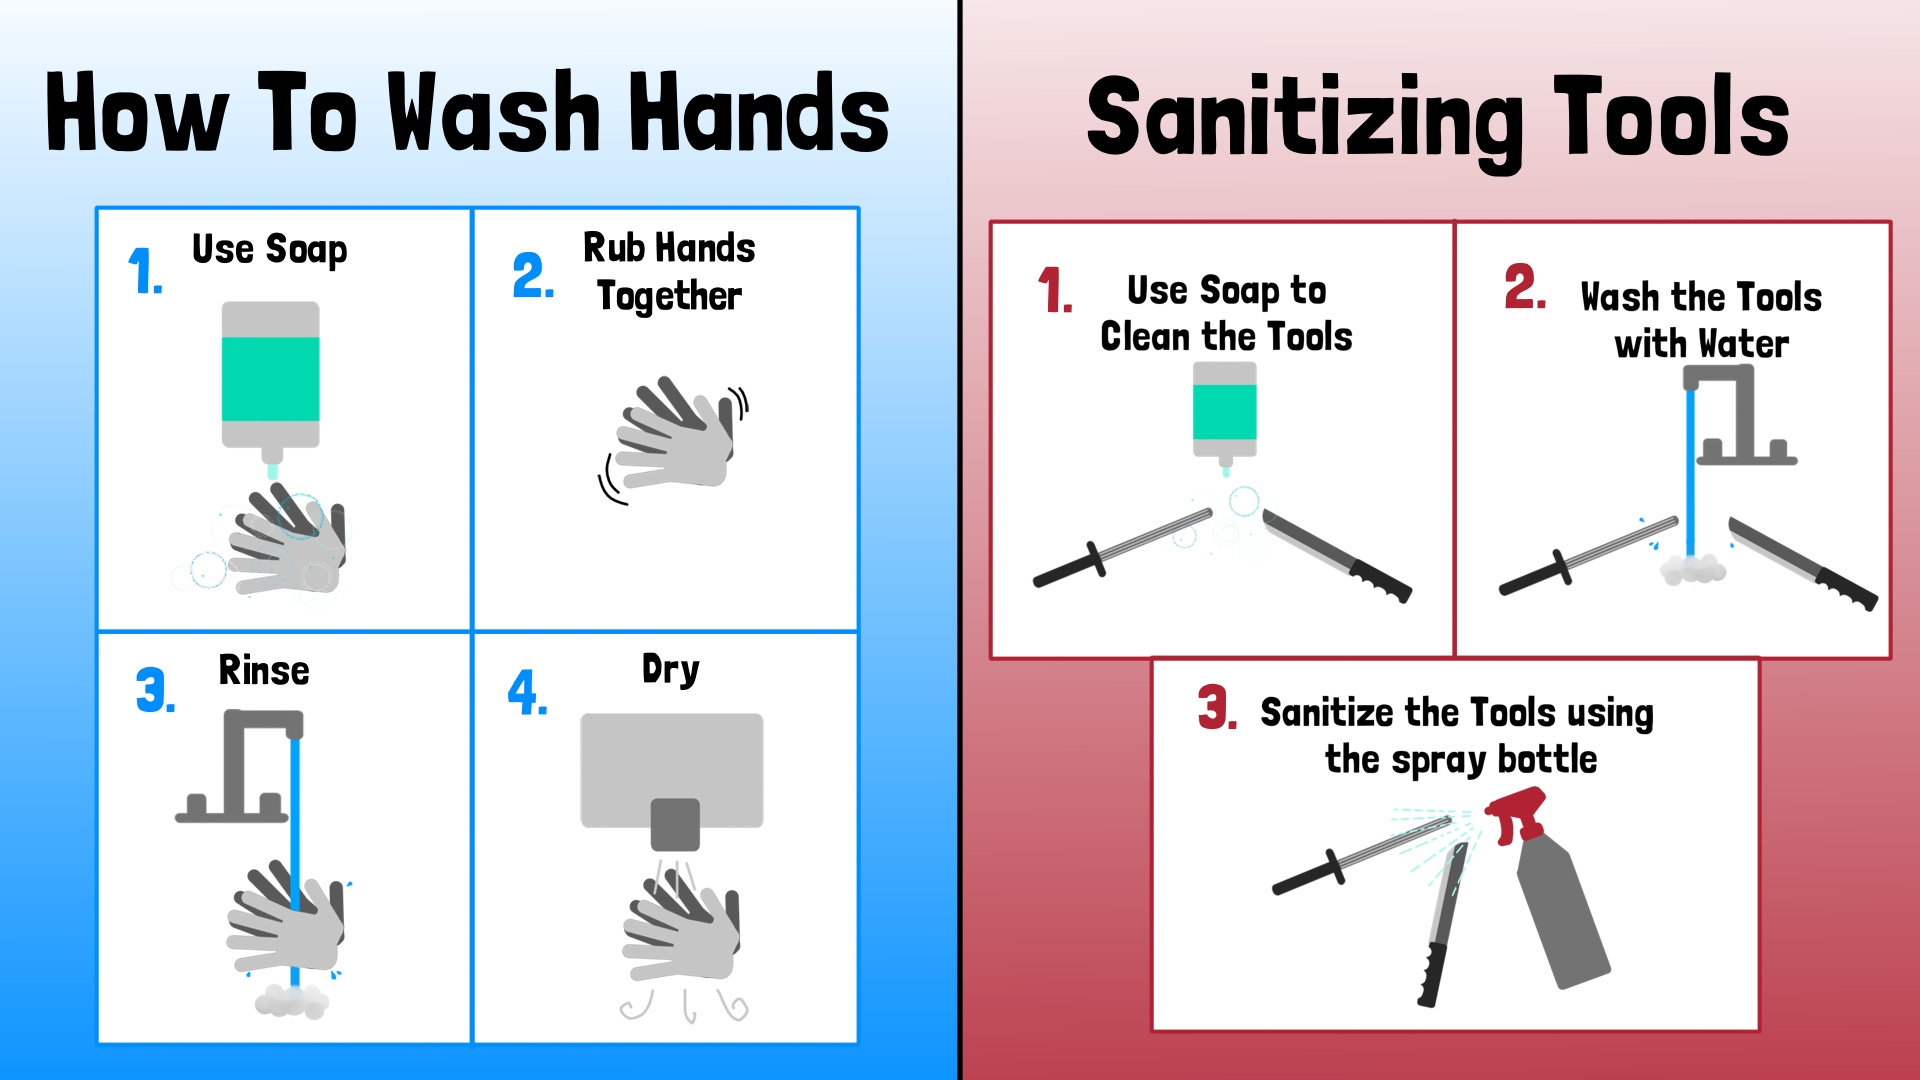 How To Wash Hands
1. Use Soap
2. Rub Hands
Together
3. Rinse
4. Dry
Sanitizing Tools
1. Use Soap to
Clean the Tools
2. Wash the Tools
with Water
3. Sanitize the Tools using
the spray bottle